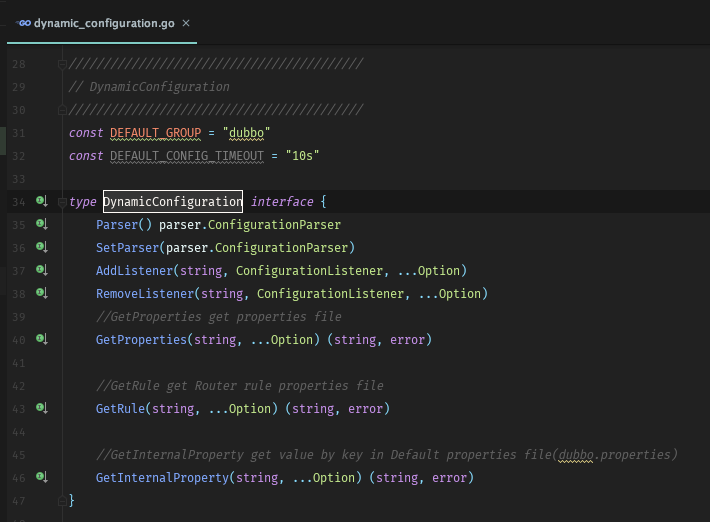 GO dynamic_configuration.go ×
28 //////////////////////////////////////////
29 // DynamicConfiguration
30 //////////////////////////////////////////
31 const DEFAULT_GROUP = "dubbo"
32 const DEFAULT_CONFIG_TIMEOUT = "10s"
33
34 type DynamicConfiguration interface {
35     Parser() parser.ConfigurationParser
36     SetParser(parser.ConfigurationParser)
37     AddListener(string, ConfigurationListener, ...Option)
38     RemoveListener(string, ConfigurationListener, ...Option)
39     //GetProperties get properties file
40     GetProperties(string, ...Option) (string, error)
41
42     //GetRule get Router rule properties file
43     GetRule(string, ...Option) (string, error)
44
45     //GetInternalProperty get value by key in Default properties file(dubbo.properties)
46     GetInternalProperty(string, ...Option) (string, error)
47 }